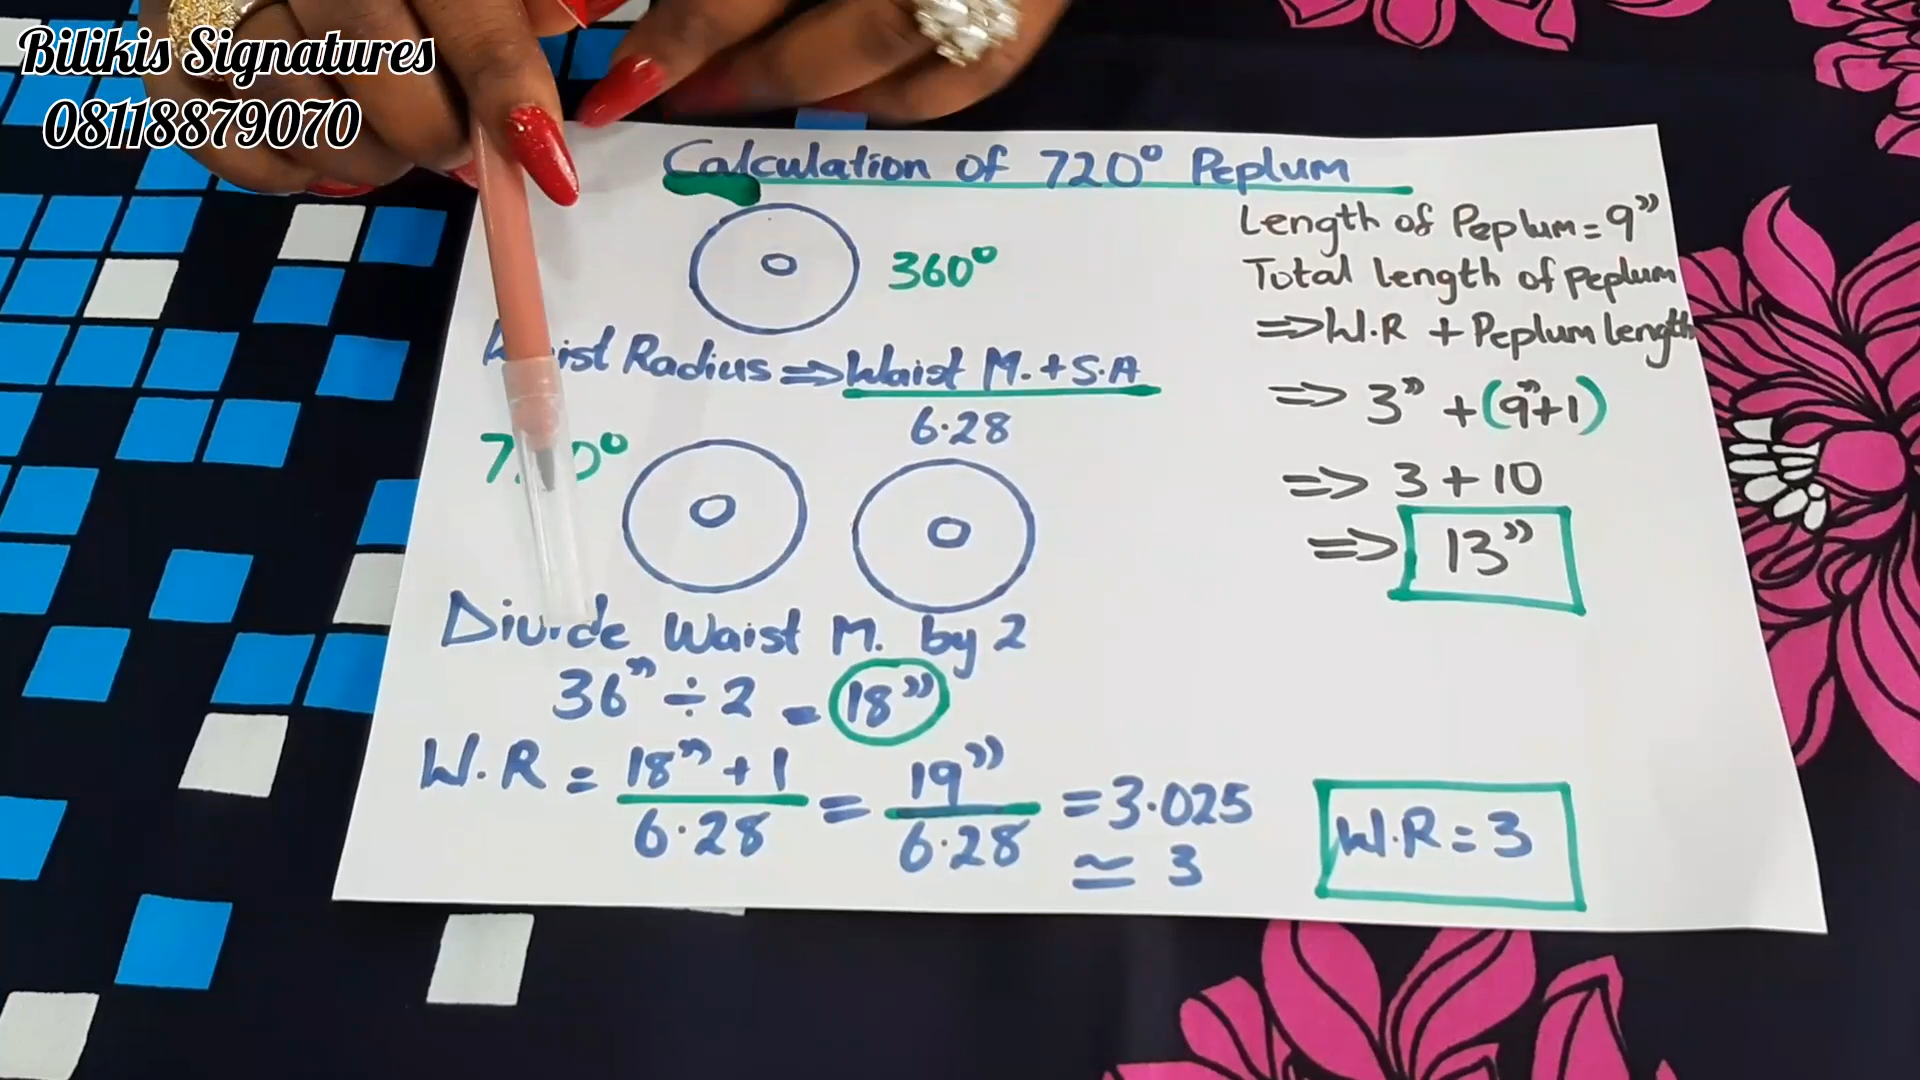 Bilikis Signatures
08118879070
Calculation of 720° Peplum
360°
Waist Radius => Waist M. + S.A
6.28
720°
Divide Waist M. by 2
36" ÷ 2 = 18"
W.R = 18" + 1 = 19" = 3.025
6.28 6.28 ≃ 3
Length of Peplum = 9"
Total length of peplum
=> W.R + Peplum length
=> 3" + (9"+1)
=> 3 + 10
=> 13"
W.R = 3